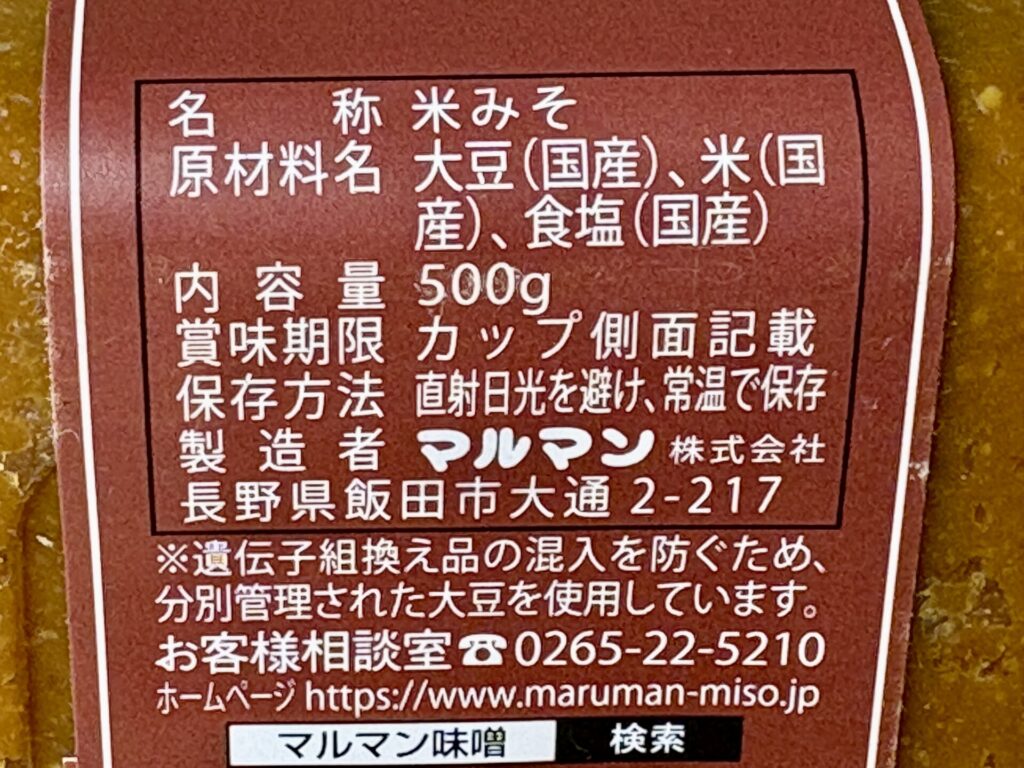 名称 米みそ
原材料名 大豆(国産)、米(国
産)、食塩(国産)
内容量 500g
賞味期限 カップ側面記載
保存方法 直射日光を避け、常温で保存
製造者 マルマン株式会社
長野県飯田市大通2-217
※遺伝子組換え品の混入を防ぐため、
分別管理された大豆を使用しています。
お客様相談室☎0265-22-5210
ホームページ https://www.maruman-miso.jp
マルマン味噌 検索